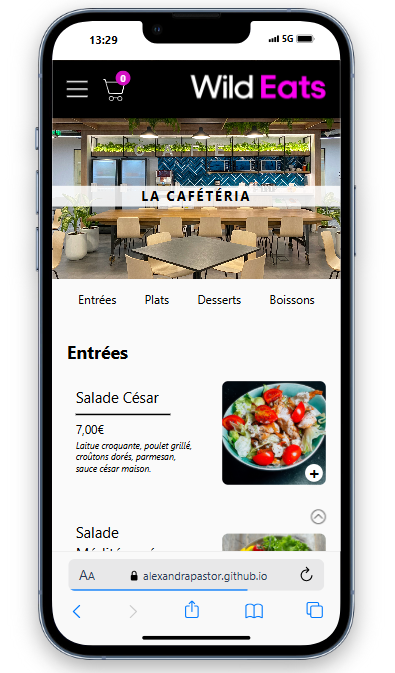 13:29
5G
0
Wild Eats
LA CAFÉTÉRIA
Entrées Plats Desserts Boissons
Entrées
Salade César
7,00€
Laitue croquante, poulet grillé,
croûtons dorés, parmesan,
sauce césar maison.
Salade
AA alexandrapastor.github.io